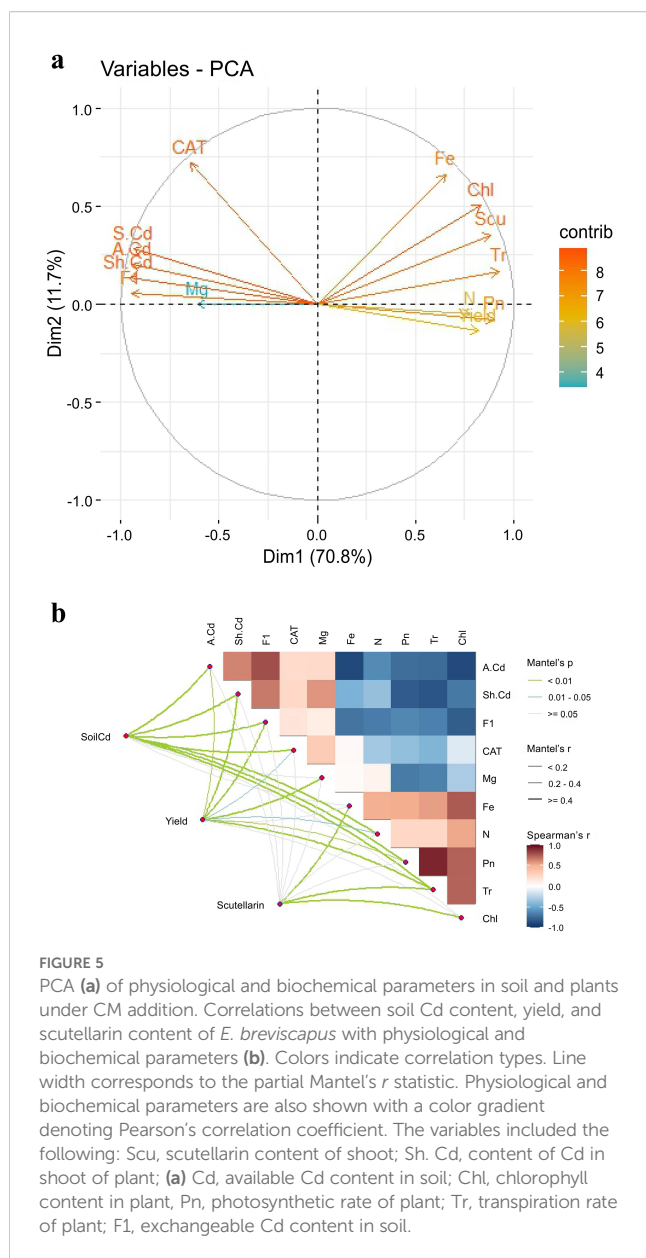 a
Variables - PCA
1.0
0.5
0.0
-0.5
-1.0
Dim2 (11.7%)
CAT
Fe
Chl
Scu
Tr
S.Cd
A.Cd
Sh.Cd
F1
Mg
N
Pn
Yield
-1.0 -0.5 0.0 0.5 1.0
Dim1 (70.8%)
contrib
8
7
6
5
4
b
A.Cd Sh.Cd F1 CAT Mg Fe N Pn Tr Chl
A.Cd
Sh.Cd
F1
CAT
Mg
Fe
N
Pn
Tr
Chl
SoilCd
Yield
Scutellarin
Mantel's p
< 0.01
0.01 - 0.05
>= 0.05
Mantel's r
< 0.2
0.2 - 0.4
>= 0.4
Spearman's r
1.0
0.5
0.0
-0.5
-1.0
FIGURE 5
PCA (a) of physiological and biochemical parameters in soil and plants
under CM addition. Correlations between soil Cd content, yield, and
scutellarin content of E. breviscapus with physiological and
biochemical parameters (b). Colors indicate correlation types. Line
width corresponds to the partial Mantel's r statistic. Physiological and
biochemical parameters are also shown with a color gradient
denoting Pearson's correlation coefficient. The variables included the
following: Scu, scutellarin content of shoot; Sh. Cd, content of Cd in
shoot of plant; (a) Cd, available Cd content in soil; Chl, chlorophyll
content in plant, Pn, photosynthetic rate of plant; Tr, transpiration rate
of plant; F1, exchangeable Cd content in soil.